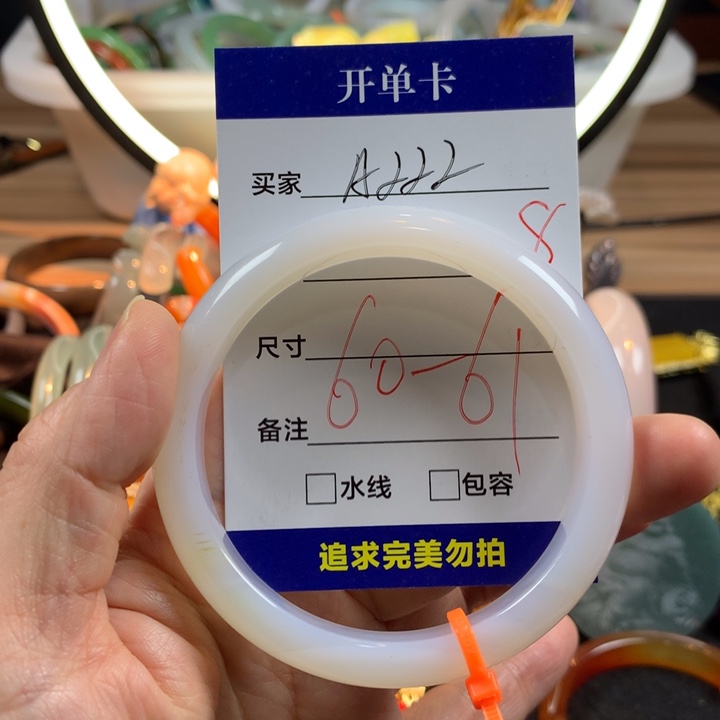 开单卡
买家 A222
8
尺寸 60-61
备注
水线 包容
追求完美勿拍